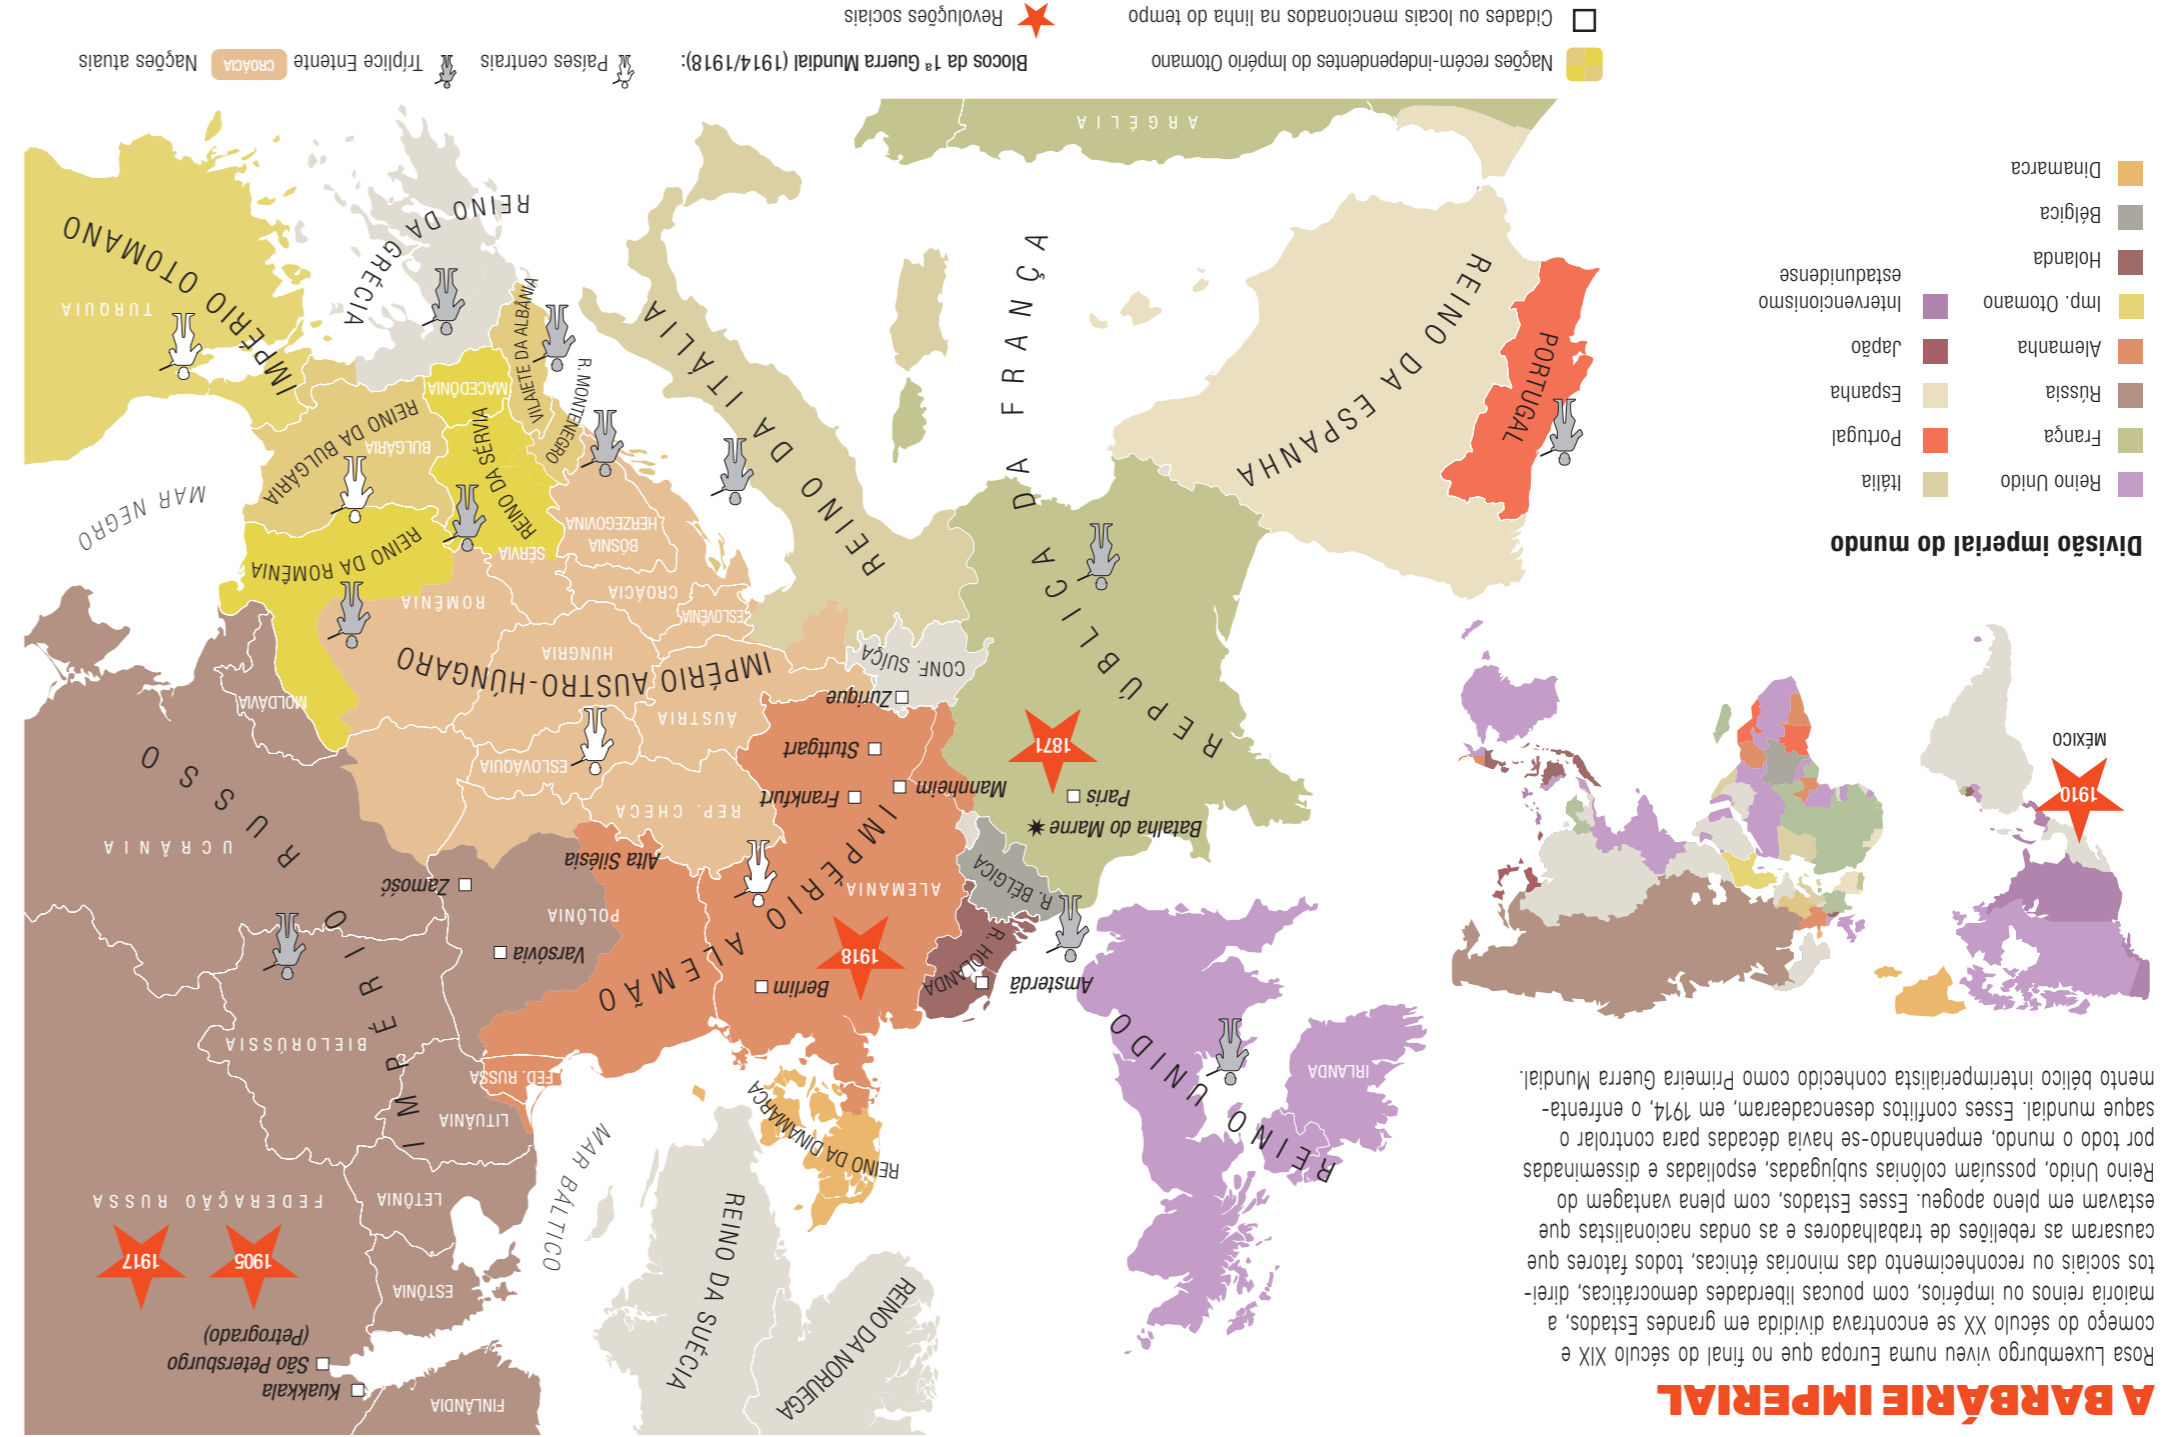 A BARBÁRIE IMPERIAL
Rosa Luxemburgo viveu numa Europa que no final do século XIX e
começo do século XX se encontrava dividida em grandes Estados, a
maioria reinos ou impérios, com poucas liberdades democráticas, direi-
tos sociais ou reconhecimento das minorias étnicas, todos fatores que
causaram as rebeliões de trabalhadores e as ondas nacionalistas que
estavam em pleno apogeu. Esses Estados, com plena vantagem do
Reino Unido, possuíam colônias subjugadas, espoliadas e disseminadas
por todo o mundo, empenhando-se havia décadas para controlar o
saque mundial. Esses conflitos desencadearam, em 1914, o enfrenta-
mento bélico interimperialista conhecido como Primeira Guerra Mundial.
MÉXICO
1910
Divisão imperial do mundo
Reino Unido
França
Rússia
Alemanha
Imp. Otomano
Holanda
Bélgica
Dinamarca
Itália
Portugal
Espanha
Japão
Intervencionismo
estadunidense
REINO DA NORUEGA
REINO DA SUÉCIA
FINLÂNDIA
Kuakkala
São Petersburgo
(Petrogrado)
1905
1917
FEDERAÇÃO RUSSA
ESTÔNIA
LETÔNIA
LITUÂNIA
FED. RUSSA
MAR BÁLTICO
REINO DA DINAMARCA
REINO UNIDO
IRLANDA
BIELORÚSSIA
IMPÉRIO RUSSO
Amsterdã
R. HOLANDA
Berlim
1918
IMPÉRIO ALEMÃO
Varsóvia
POLÔNIA
Zamość
ALEMANIA
R. BÉLGICA
Alta Silésia
UCRÂNIA
Batalha do Marne
Paris
1871
Mannheim
Frankfurt
Stuttgart
REP. CHECA
ESLOVÁQUIA
ÁUSTRIA
REPÚBLICA DA FRANÇA
Zurique
CONF. SUÍÇA
IMPÉRIO AUSTRO-HÚNGARO
HUNGRIA
MOLDÁVIA
ESLOVÊNIA
CROÁCIA
ROMÊNIA
REINO DA ROMÊNIA
BÓSNIA
HERZEGOVINA
SÉRVIA
REINO DA SÉRVIA
MAR NEGRO
REINO DA ITÁLIA
REINO DA ESPANHA
PORTUGAL
R. MONTENEGRO
BULGÁRIA
REINO DA BULGÁRIA
MACEDÔNIA
VILAIETE DA ALBÂNIA
REINO DA GRÉCIA
IMPÉRIO OTOMANO
TURQUIA
ARGÉLIA
Nações recém-independentes do Império Otomano
Blocos da 1ª Guerra Mundial (1914/1918):
Países centrais
Tríplice Entente
CROÁCIA
Nações atuais
Cidades ou locais mencionados na linha do tempo
Revoluções sociais